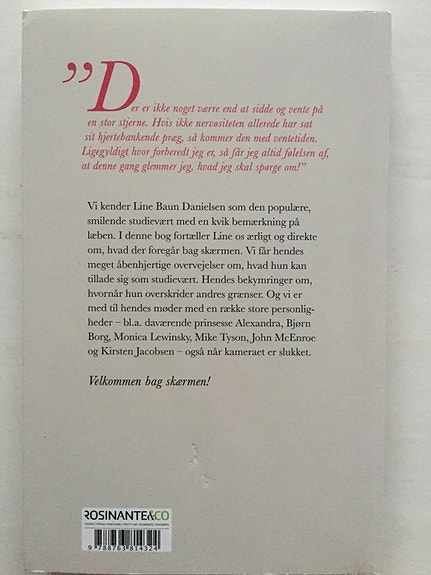 ”Der er ikke noget værre end at sidde og vente på
en stor stjerne. Hvis ikke nervøsiteten allerede har sat
sit hjertebankende præg, så kommer den med ventetiden.
Ligegyldigt hvor forberedt jeg er, så får jeg altid følelsen af,
at denne gang glemmer jeg, hvad jeg skal spørge om!”
Vi kender Line Baun Danielsen som den populære,
smilende studievært med en kvik bemærkning på
læben. I denne bog fortæller Line os ærligt og direkte
om, hvad der foregår bag skærmen. Vi får hendes
meget åbenhjertige overvejelser om, hvad hun kan
tillade sig som studievært. Hendes bekymringer om,
hvornår hun overskrider andres grænser. Og vi er
med til hendes møder med en række store personlig-
heder – bl.a. daværende prinsesse Alexandra, Bjørn
Borg, Monica Lewinsky, Mike Tyson, John McEnroe
og Kirsten Jacobsen – også når kameraet er slukket.
Velkommen bag skærmen!
ROSINANTE&CO
9 788763 814324